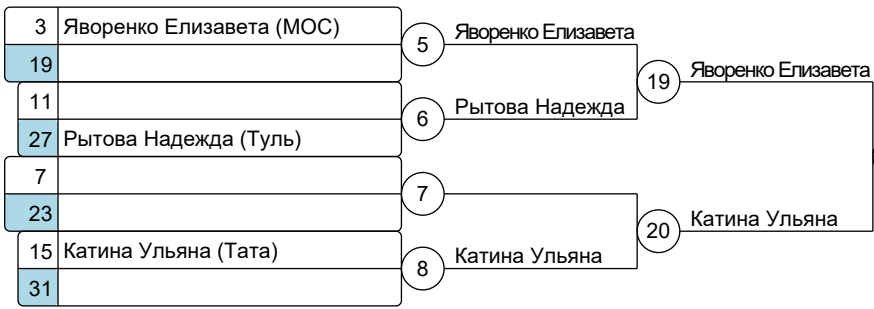 3 Яворенко Елизавета (МОС)
19
5 Яворенко Елизавета
11
27 Рытова Надежда (Туль)
6 Рытова Надежда
19 Яворенко Елизавета
7
23
7
15 Катина Ульяна (Тата)
31
8 Катина Ульяна
20 Катина Ульяна